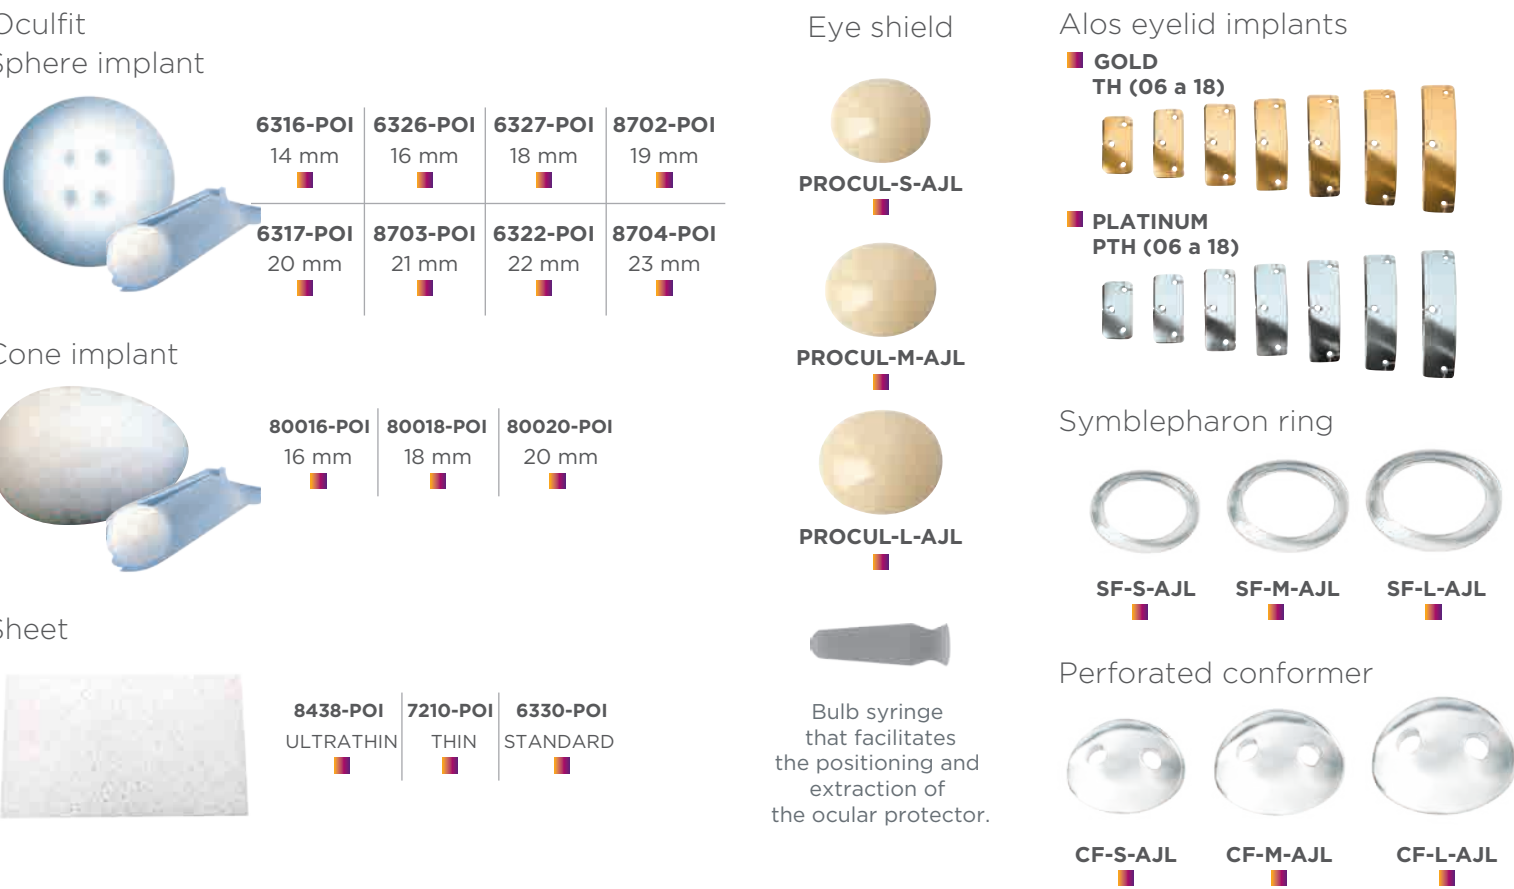 Oculfit
Sphere implant
6316-POI 6326-POI 6327-POI 8702-POI
14 mm 16 mm 18 mm 19 mm
6317-POI 8703-POI 6322-POI 8704-POI
20 mm 21 mm 22 mm 23 mm
Cone implant
80016-POI 80018-POI 80020-POI
16 mm 18 mm 20 mm
Sheet
8438-POI 7210-POI 6330-POI
ULTRATHIN THIN STANDARD
Eye shield
PROCUL-S-AJL
PROCUL-M-AJL
PROCUL-L-AJL
Bulb syringe
that facilitates
the positioning and
extraction of
the ocular protector.
Alos eyelid implants
GOLD
TH (06 a 18)
PLATINUM
PTH (06 a 18)
Symblepharon ring
SF-S-AJL SF-M-AJL SF-L-AJL
Perforated conformer
CF-S-AJL CF-M-AJL CF-L-AJL